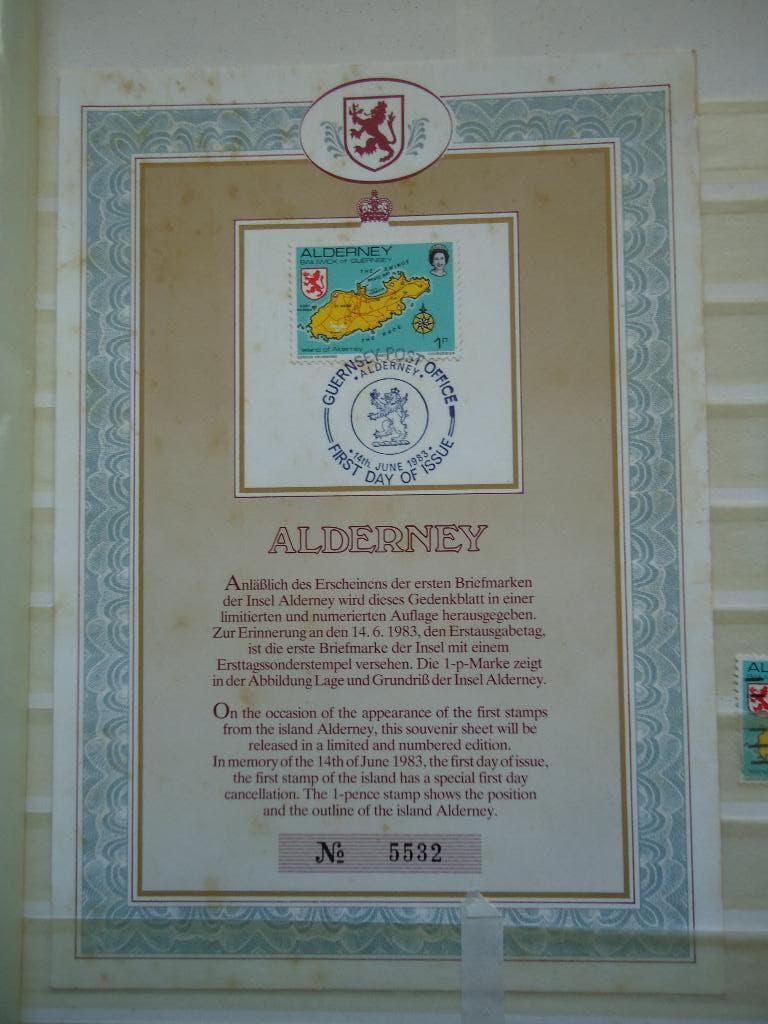 ALDERNEY
BAILIWICK of GUERNSEY
THE SWINGE
THE RACE
Island of Alderney
1P
GUERNSEY POST OFFICE
• ALDERNEY •
• 14th. JUNE 1983 •
FIRST DAY OF ISSUE
ALDERNEY
Anläßlich des Erscheinens der ersten Briefmarken
der Insel Alderney wird dieses Gedenkblatt in einer
limitierten und numerierten Auflage herausgegeben.
Zur Erinnerung an den 14. 6. 1983, den Erstausgabetag,
ist die erste Briefmarke der Insel mit einem
Ersttagssonderstempel versehen. Die 1-p-Marke zeigt
in der Abbildung Lage und Grundriß der Insel Alderney.
On the occasion of the appearance of the first stamps
from the island Alderney, this souvenir sheet will be
released in a limited and numbered edition.
In memory of the 14th of June 1983, the first day of issue,
the first stamp of the island has a special first day
cancellation. The 1-pence stamp shows the position
and the outline of the island Alderney.
№ 5532
AL